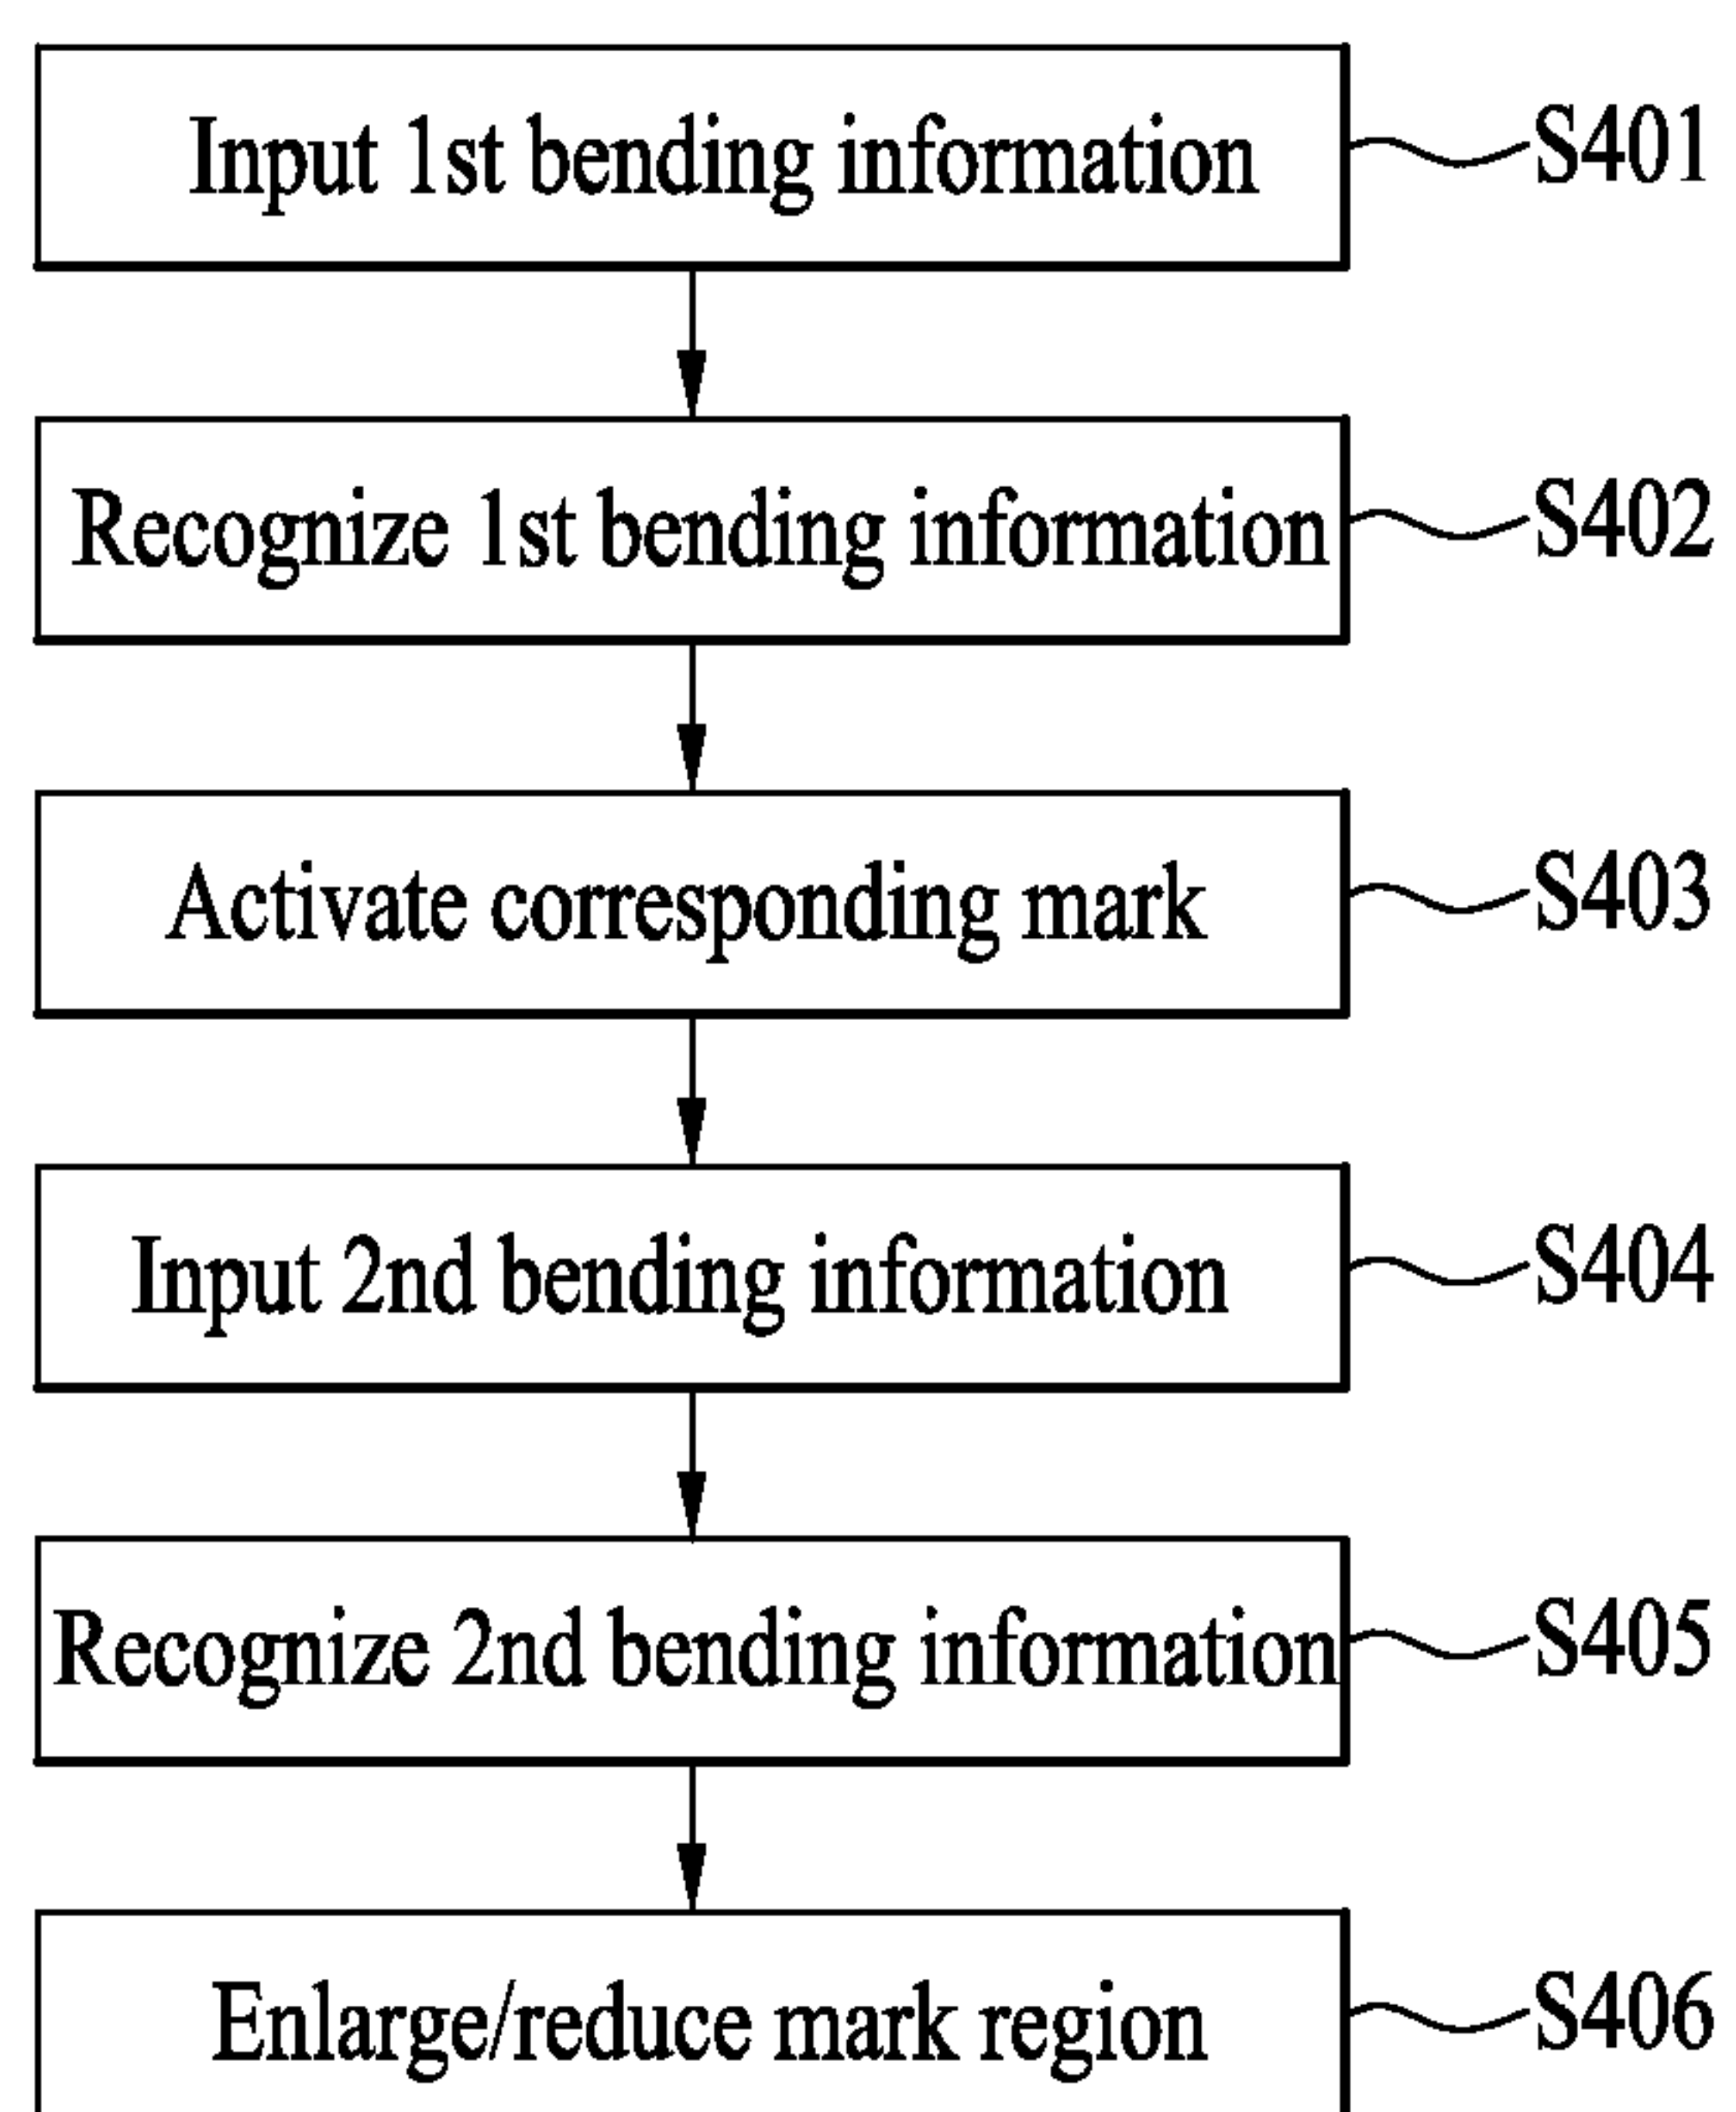 Input 1st bending information S401
Recognize 1st bending information S402
Activate corresponding mark S403
Input 2nd bending information S404
Recognize 2nd bending information S405
Enlarge/reduce mark region S406